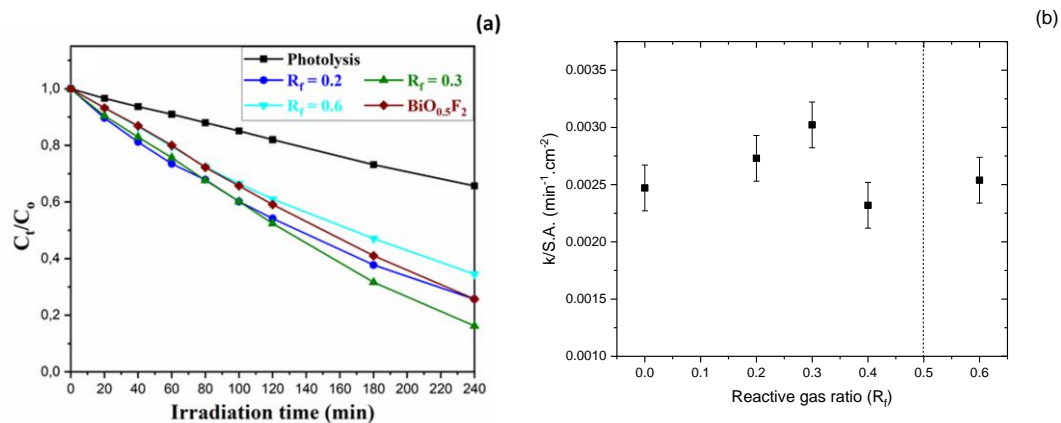 (a)
Photolysis
R_f = 0.2
R_f = 0.3
R_f = 0.6
BiO_0.5F_2
1,0
0,8
0,6
0,4
0,2
0,0
C_t/C_o
0 20 40 60 80 100 120 140 160 180 200 220 240
Irradiation time (min)
(b)
0.0035
0.0030
0.0025
0.0020
0.0015
0.0010
k/S.A. (min⁻¹.cm⁻²)
0.0 0.1 0.2 0.3 0.4 0.5 0.6
Reactive gas ratio (R_f)